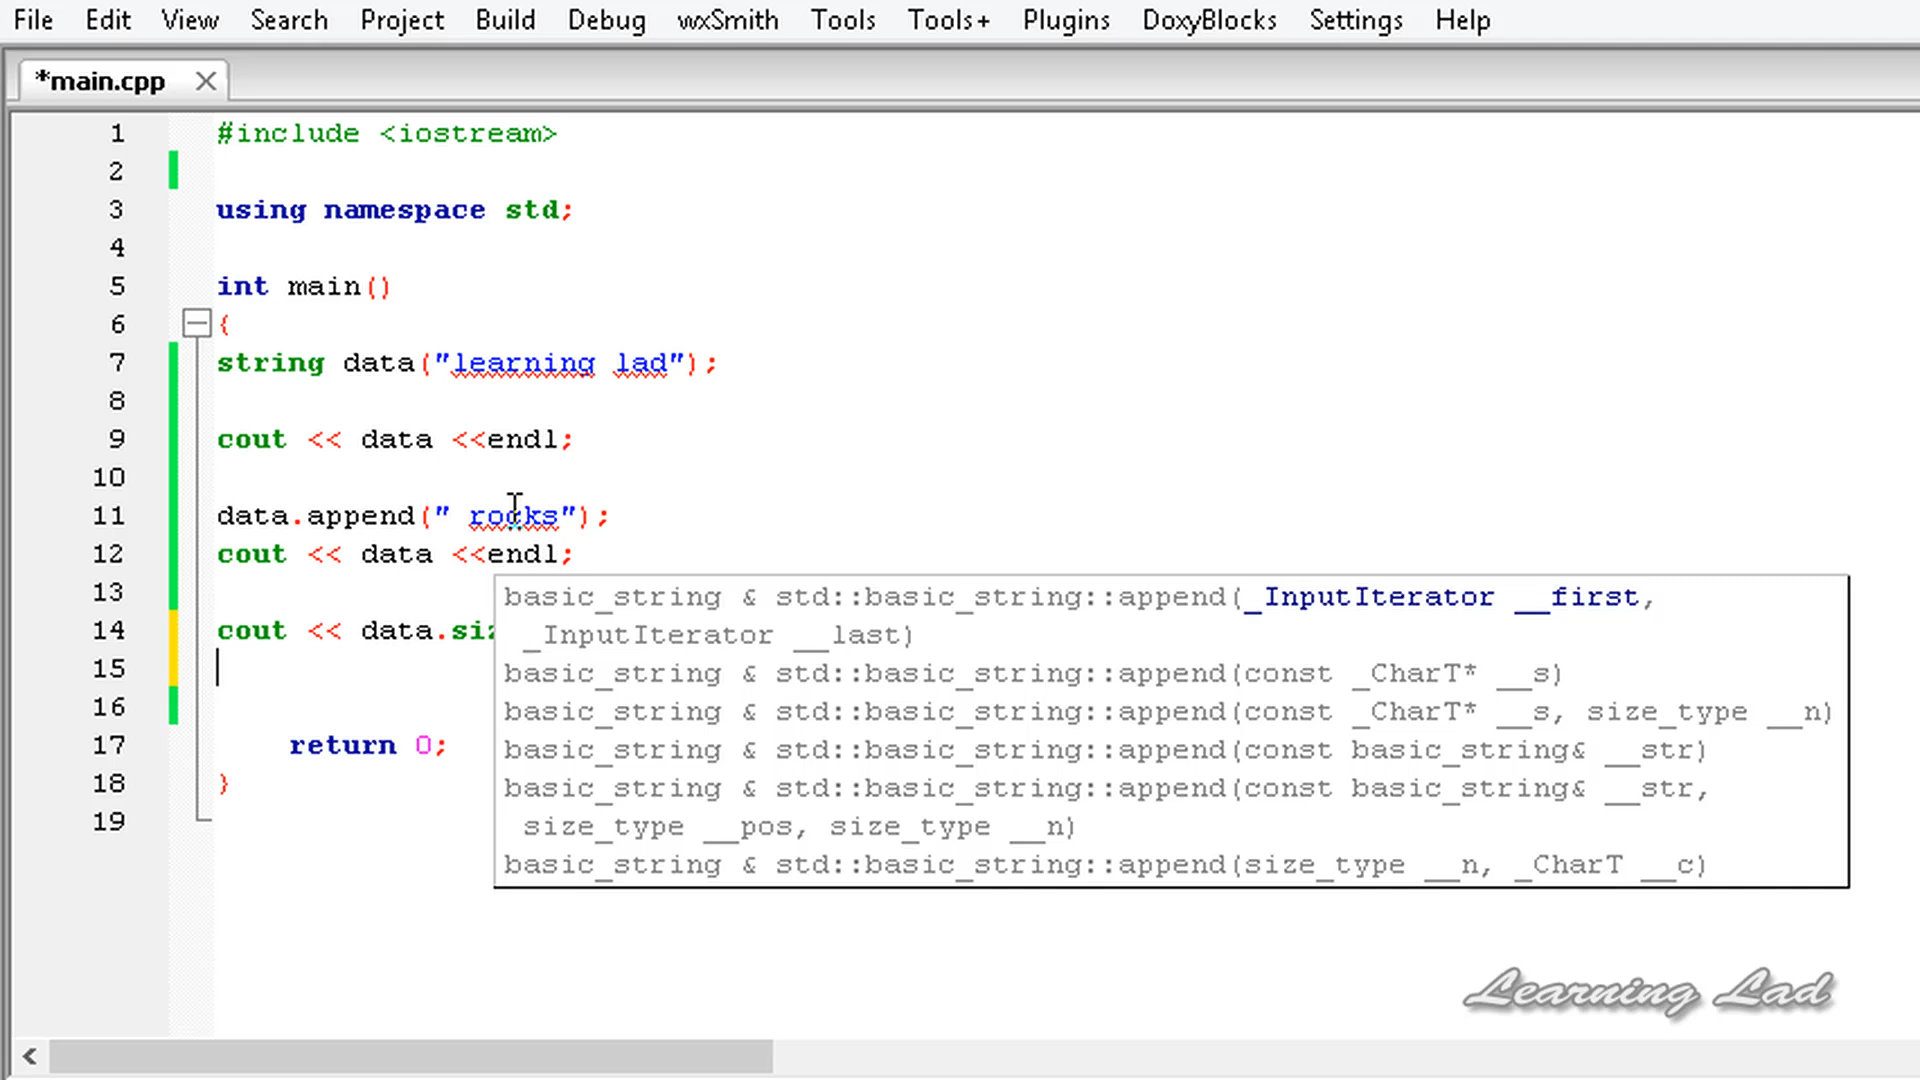 File Edit View Search Project Build Debug wxSmith Tools Tools+ Plugins DoxyBlocks Settings Help
*main.cpp
1 #include <iostream>
2
3 using namespace std;
4
5 int main()
6 {
7 string data("learning lad");
8
9 cout << data <<endl;
10
11 data.append(" rocks");
12 cout << data <<endl;
13
14 cout << data.siz
15
16
17 return 0;
18 }
19
basic_string & std::basic_string::append(_InputIterator __first,
_InputIterator __last)
basic_string & std::basic_string::append(const _CharT* __s)
basic_string & std::basic_string::append(const _CharT* __s, size_type __n)
basic_string & std::basic_string::append(const basic_string& __str)
basic_string & std::basic_string::append(const basic_string& __str,
size_type __pos, size_type __n)
basic_string & std::basic_string::append(size_type __n, _CharT __c)
Learning Lad